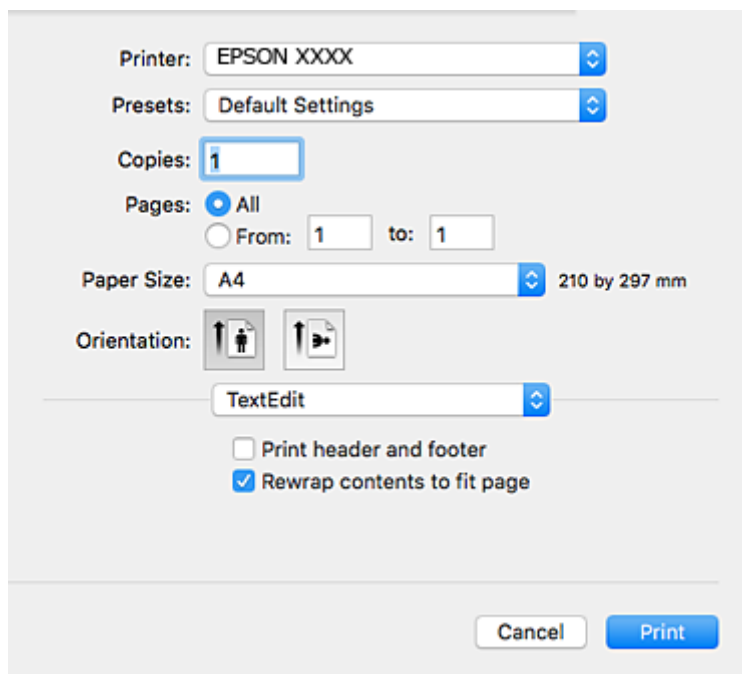 Printer: EPSON XXXX
Presets: Default Settings
Copies: 1
Pages: All
From: 1 to: 1
Paper Size: A4 210 by 297 mm
Orientation:
TextEdit
Print header and footer
Rewrap contents to fit page
Cancel Print